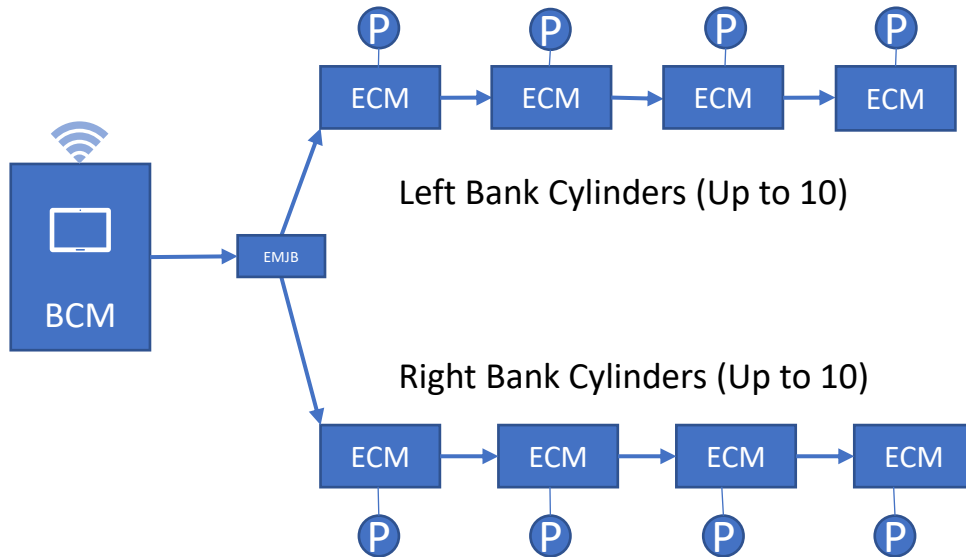 P P P P
ECM ECM ECM ECM
Left Bank Cylinders (Up to 10)
EMJB
BCM
Right Bank Cylinders (Up to 10)
ECM ECM ECM ECM
P P P P